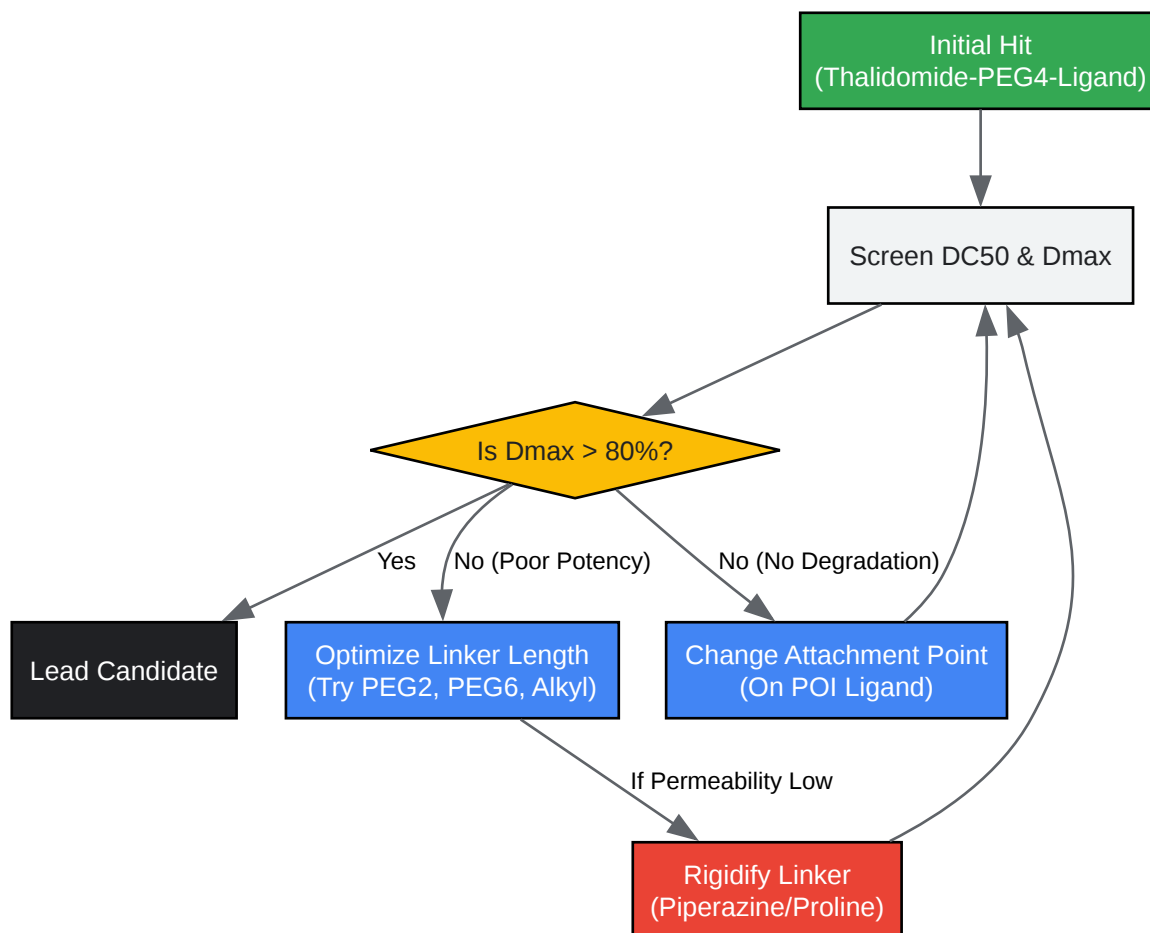 Initial Hit
(Thalidomide-PEG4-Ligand)
Screen DC50 & Dmax
Is Dmax > 80%?
Yes
No (Poor Potency)
No (No Degradation)
Lead Candidate
Optimize Linker Length
(Try PEG2, PEG6, Alkyl)
Change Attachment Point
(On POI Ligand)
If Permeability Low
Rigidify Linker
(Piperazine/Proline)